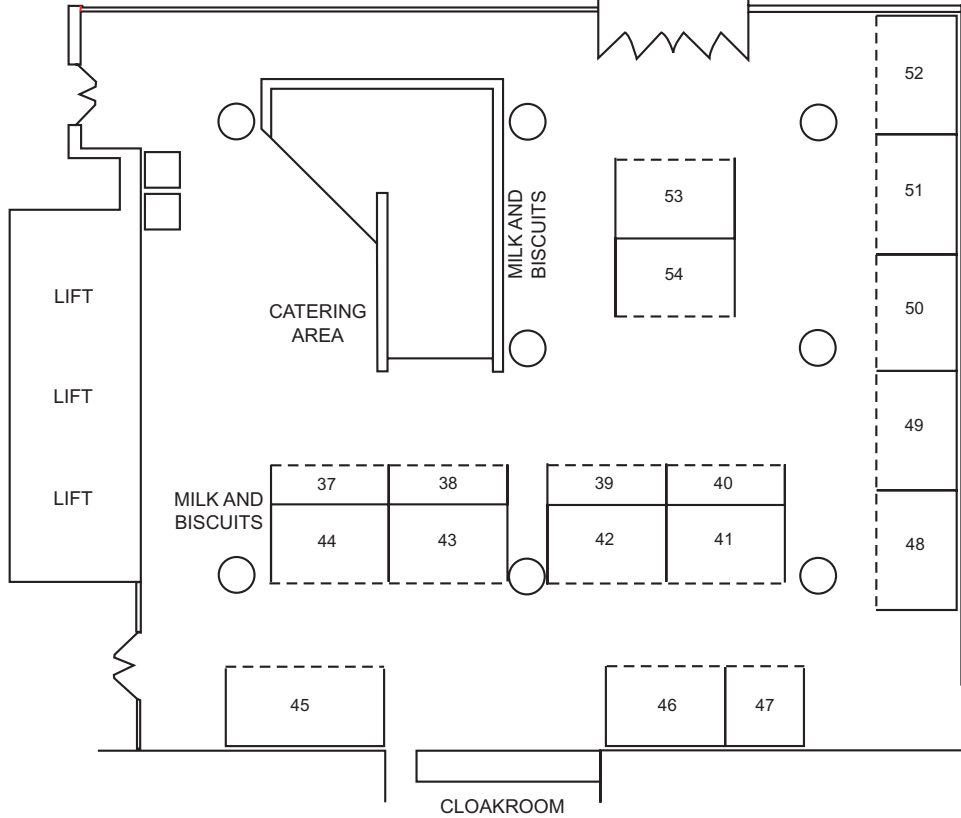 52
51
53
MILK AND
BISCUITS
54
LIFT
CATERING
AREA
50
LIFT
49
37
38
39
40
LIFT
MILK AND
BISCUITS
44
43
42
41
48
45
46
47
CLOAKROOM